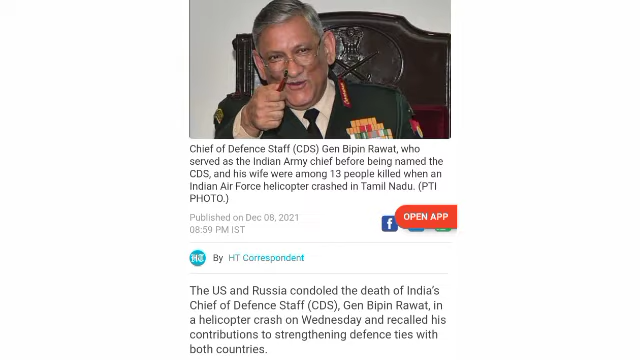 Chief of Defence Staff (CDS) Gen Bipin Rawat, who
served as the Indian Army chief before being named the
CDS, and his wife were among 13 people killed when an
Indian Air Force helicopter crashed in Tamil Nadu. (PTI
PHOTO.)
Published on Dec 08, 2021
08:59 PM IST
OPEN APP
HT
By HT Correspondent
The US and Russia condoled the death of India's
Chief of Defence Staff (CDS), Gen Bipin Rawat, in
a helicopter crash on Wednesday and recalled his
contributions to strengthening defence ties with
both countries.